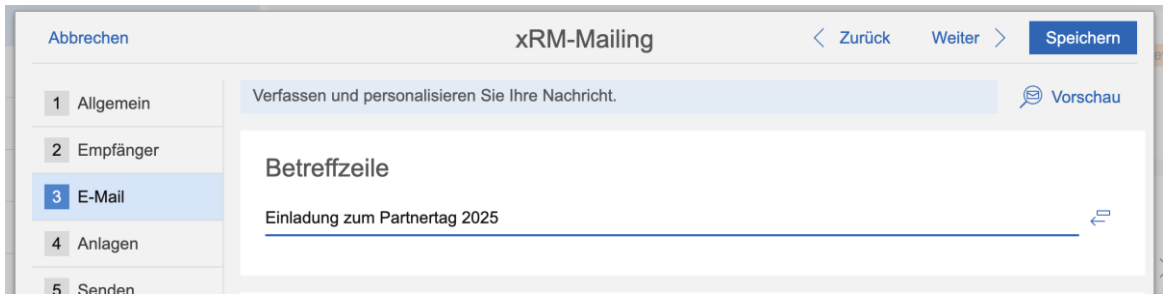 Abbrechen
xRM-Mailing
Zurück
Weiter
Speichern
1 Allgemein
2 Empfänger
3 E-Mail
4 Anlagen
5 Senden
Verfassen und personalisieren Sie Ihre Nachricht.
Vorschau
Betreffzeile
Einladung zum Partnertag 2025